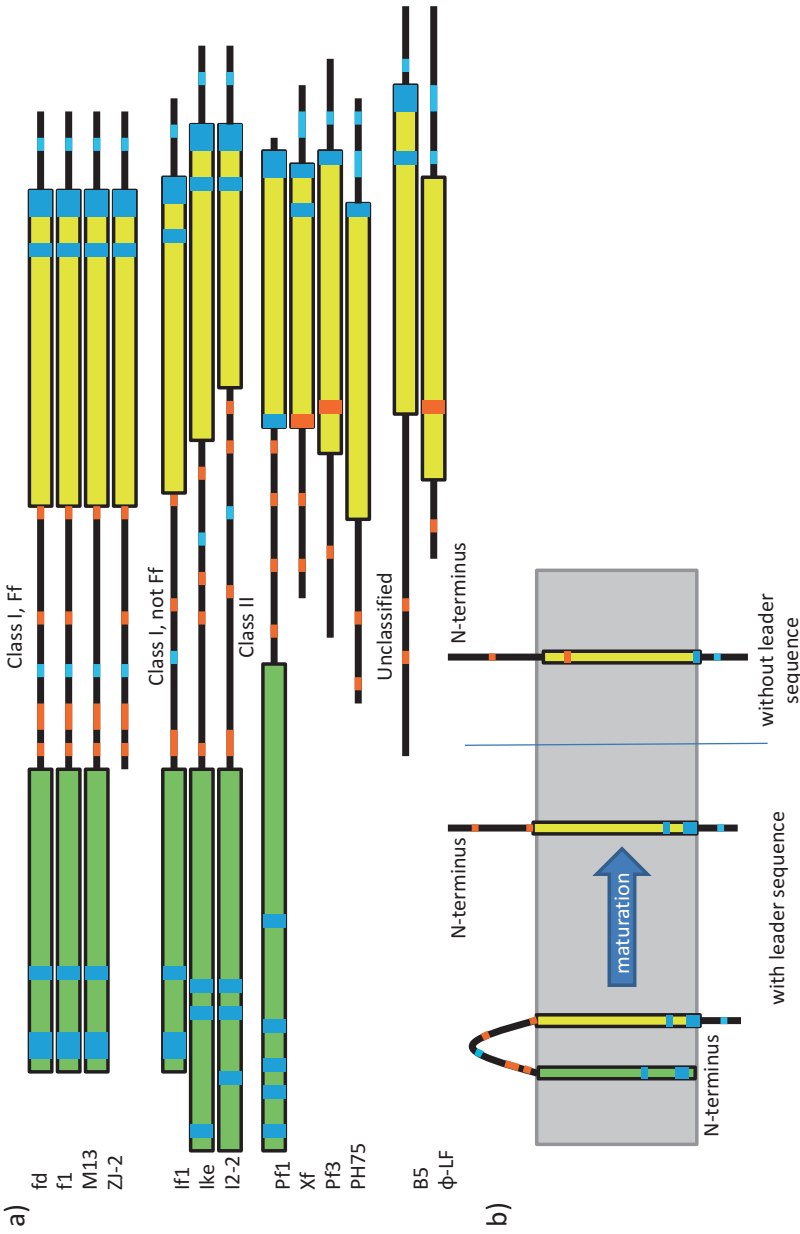 a)
Class I, Ff
fd
f1
M13
ZJ-2
Class I, not Ff
If1
Ike
I2-2
Class II
Pf1
Xf
Pf3
PH75
Unclassified
B5
ф-LF
b)
N-terminus
N-terminus
N-terminus
maturation
with leader sequence
without leader
sequence